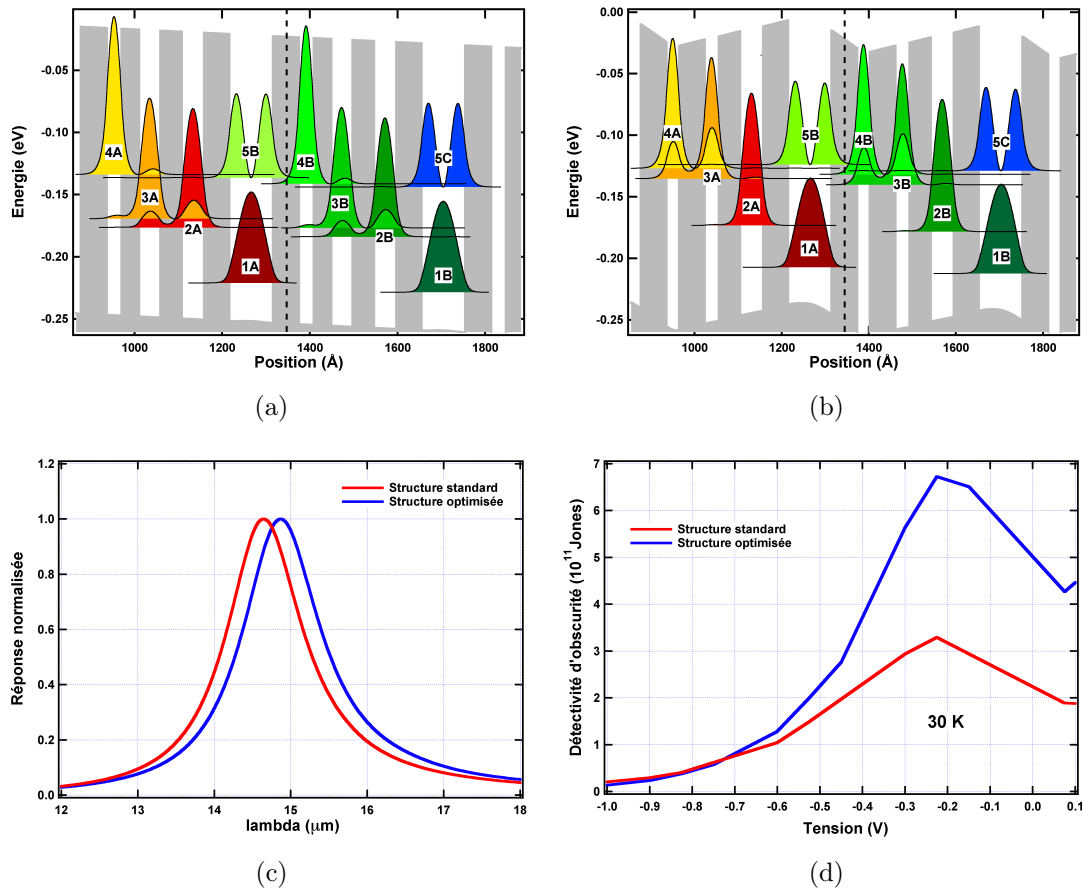 0.00
-0.05
-0.10
-0.15
-0.20
-0.25
Energie (eV)
4A
3A
2A
5B
1A
4B
3B
2B
5C
1B
1000
1200
1400
1600
1800
Position (Å)
(a)
0.00
-0.05
-0.10
-0.15
-0.20
-0.25
Energie (eV)
4A
3A
2A
5B
1A
4B
3B
2B
5C
1B
1000
1200
1400
1600
1800
Position (Å)
(b)
1.2
1.0
0.8
0.6
0.4
0.2
0.0
Réponse normalisée
Structure standard
Structure optimisée
12
13
14
15
16
17
18
lambda (μm)
(c)
7
6
5
4
3
2
1
0
Détectivité d'obscurité (10¹¹Jones)
Structure standard
Structure optimisée
30 K
-1.0
-0.9
-0.8
-0.7
-0.6
-0.5
-0.4
-0.3
-0.2
-0.1
0.0
0.1
Tension (V)
(d)